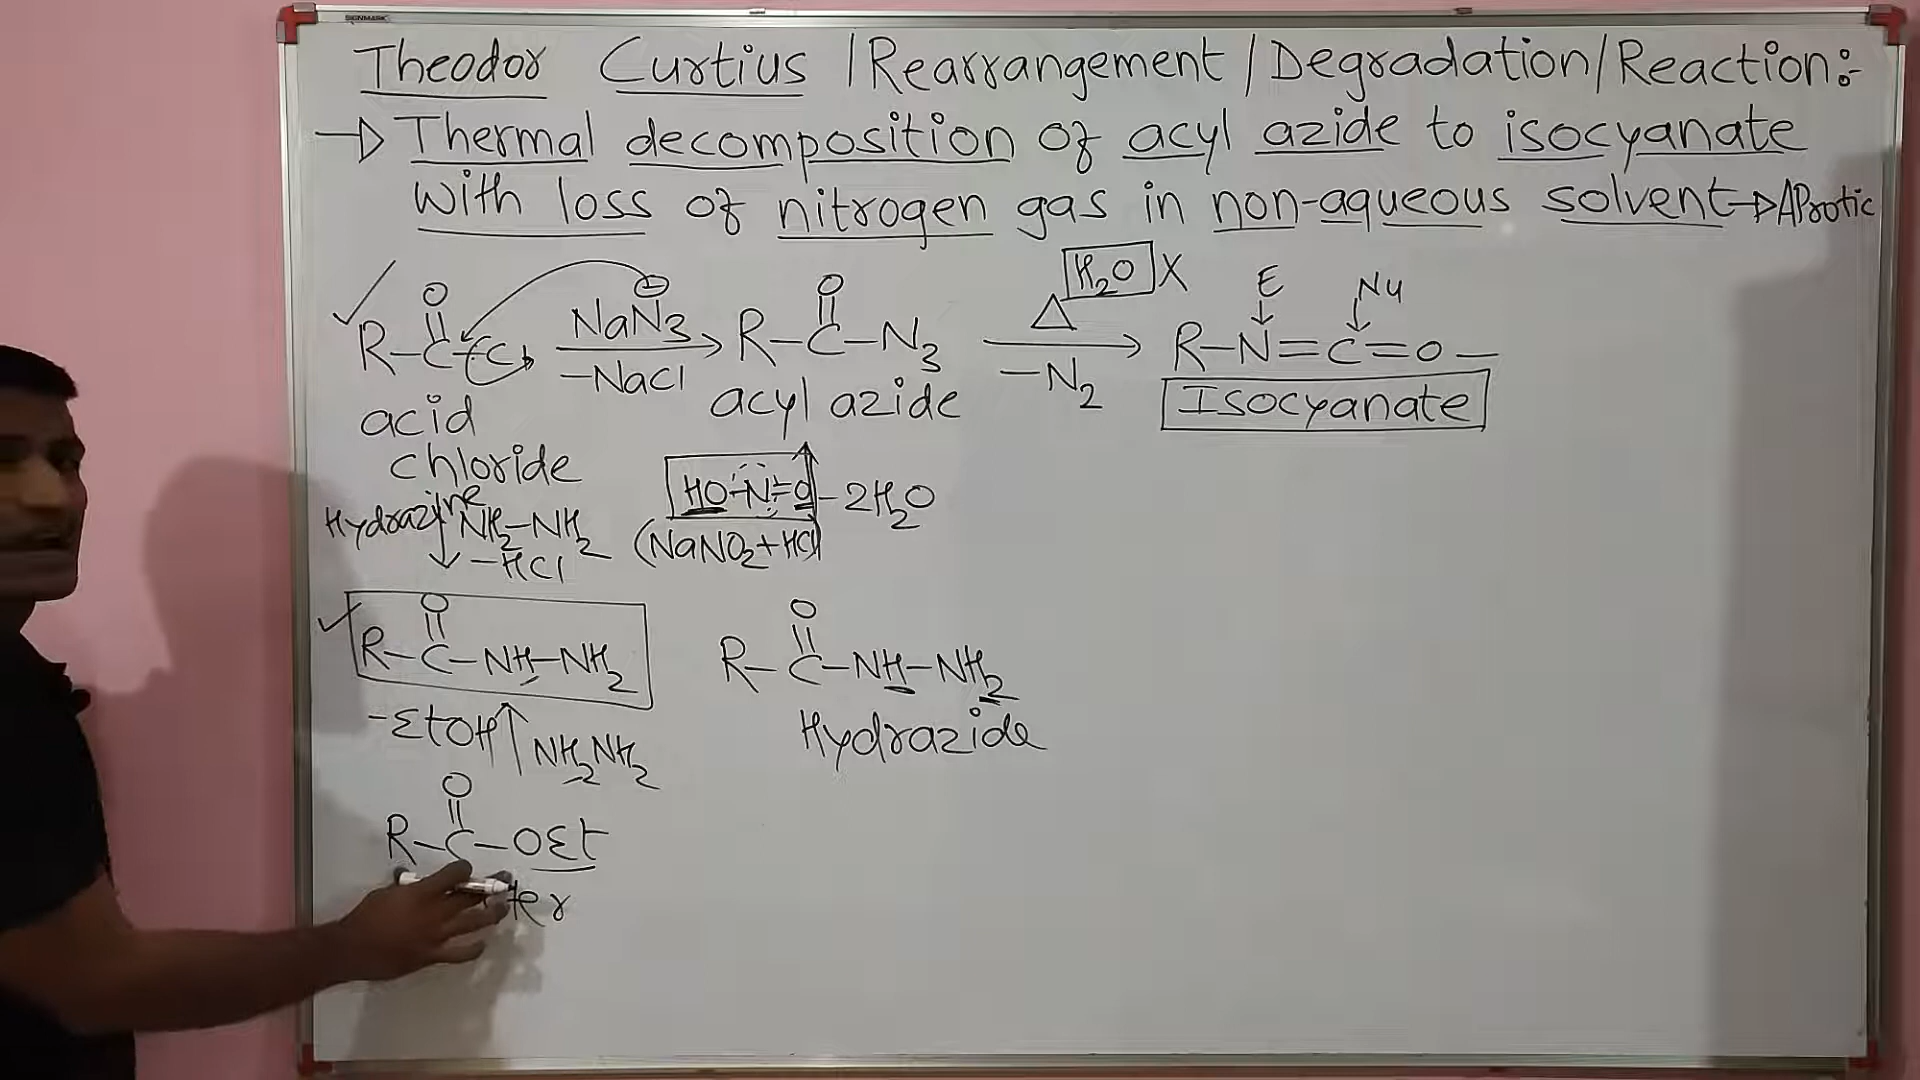 SIGNMARK
Theodor Curtius / Rearrangement / Degradation / Reaction:-
→ Thermal decomposition of acyl azide to isocyanate
with loss of nitrogen gas in non-aqueous solvent → AProtic
H₂O X
O ⊖ O Δ E Nu
R-C-Cl NaN₃ → R-C-N₃ → R-N=C=O
-NaCl -N₂
acid acyl azide Isocyanate
chloride
Hydrazine NH₂-NH₂ HO-N=O -2H₂O
↓ -HCl (NaNO₂+HCl)
O O
R-C-NH-NH₂ R-C-NH-NH₂
-EtOH ↑ NH₂NH₂ Hydrazide
O
R-C-OEt
ter